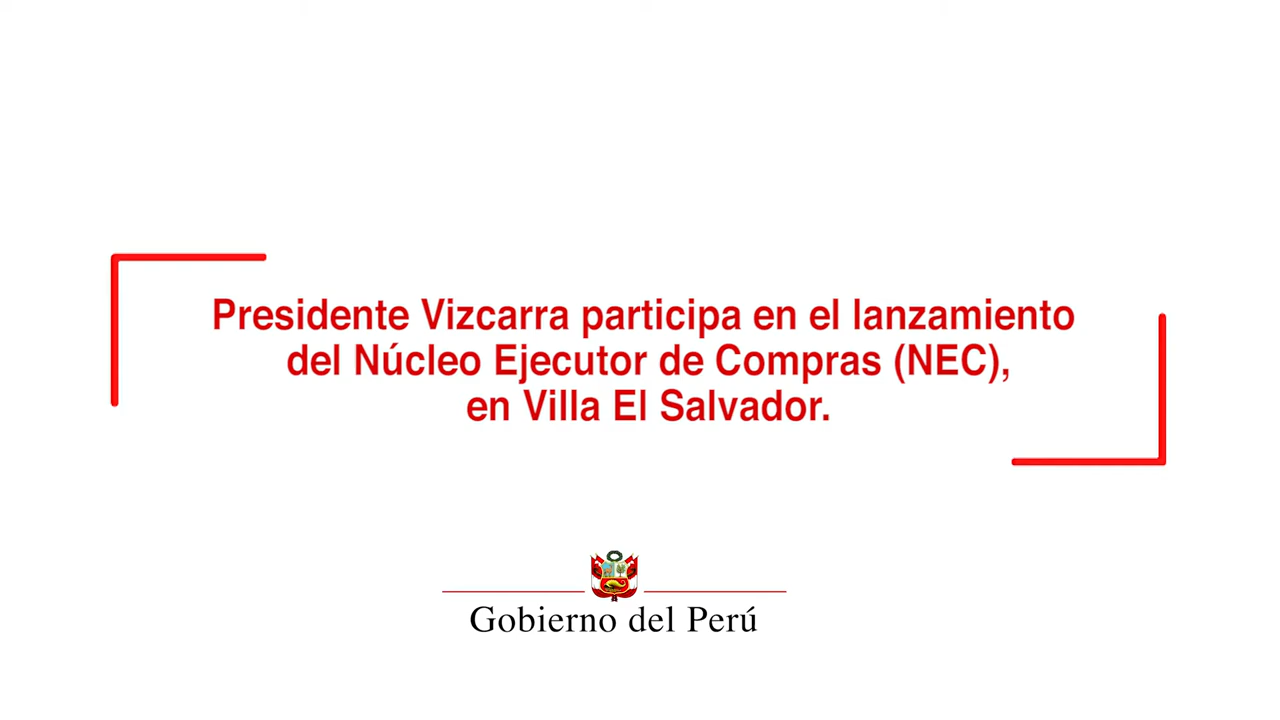 Presidente Vizcarra participa en el lanzamiento
del Núcleo Ejecutor de Compras (NEC),
en Villa El Salvador.
Gobierno del Perú